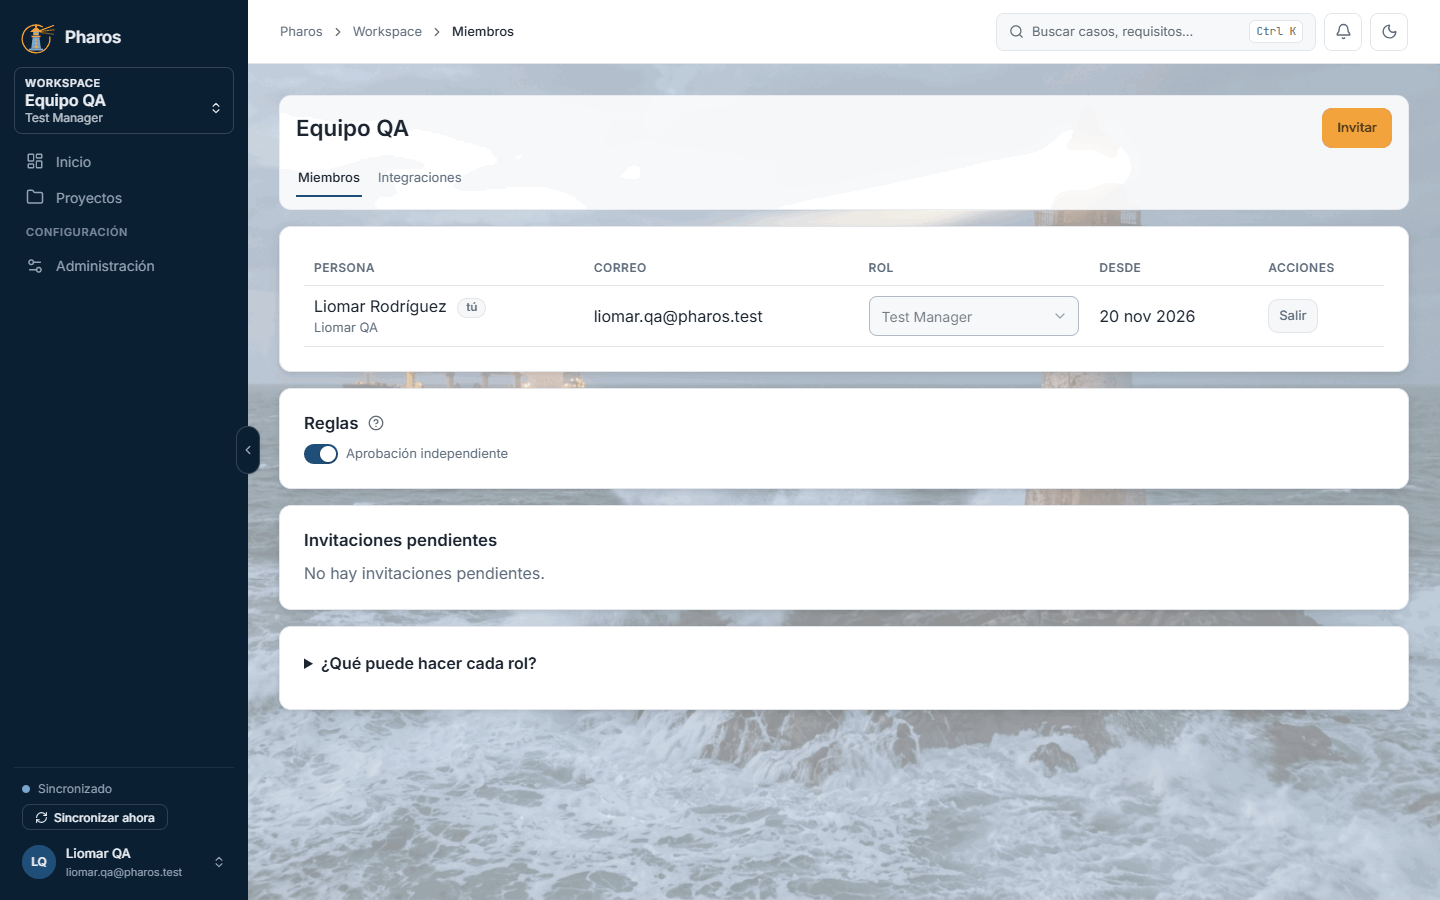 Pharos
WORKSPACE
Equipo QA
Test Manager
Inicio
Proyectos
CONFIGURACIÓN
Administración
Sincronizado
Sincronizar ahora
LQ
Liomar QA
liomar.qa@pharos.test
Pharos > Workspace > Miembros
Buscar casos, requisitos... Ctrl K
Equipo QA
Invitar
Miembros Integraciones
PERSONA CORREO ROL DESDE ACCIONES
Liomar Rodríguez tú
Liomar QA
liomar.qa@pharos.test Test Manager 20 nov 2026 Salir
Reglas ?
Aprobación independiente
Invitaciones pendientes
No hay invitaciones pendientes.
¿Qué puede hacer cada rol?